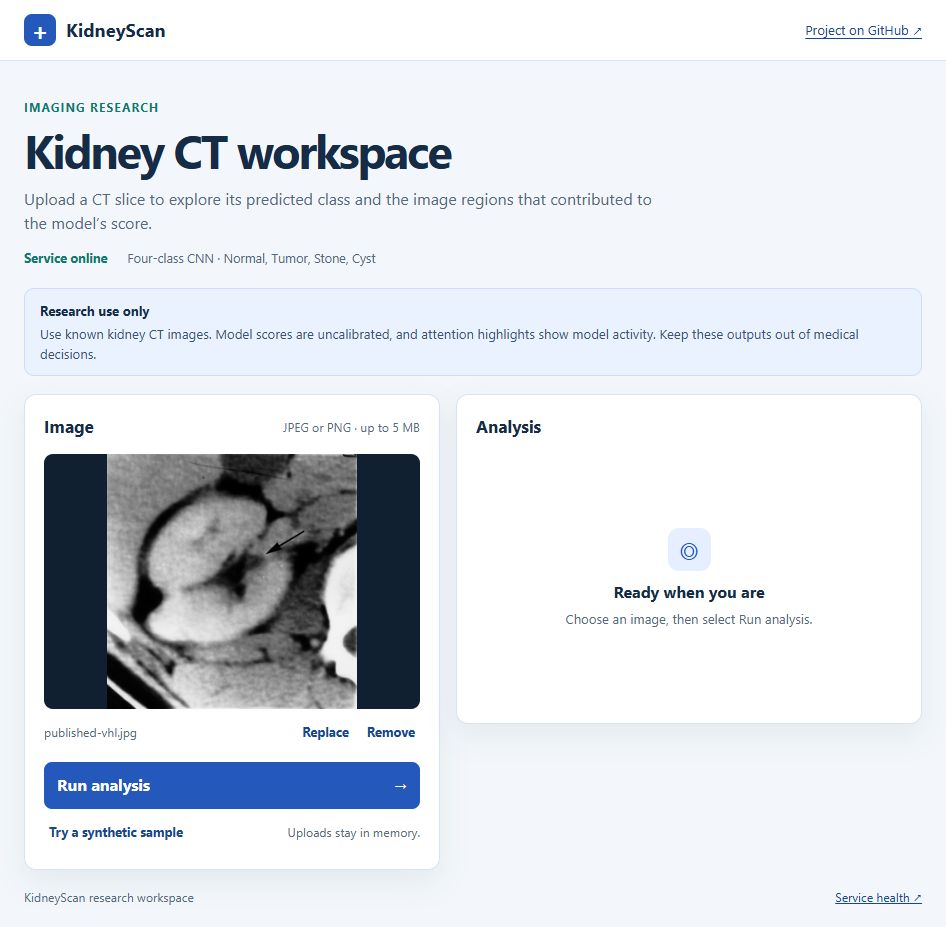 + KidneyScan
Project on GitHub ↗
IMAGING RESEARCH
Kidney CT workspace
Upload a CT slice to explore its predicted class and the image regions that contributed to
the model’s score.
Service online Four-class CNN · Normal, Tumor, Stone, Cyst
Research use only
Use known kidney CT images. Model scores are uncalibrated, and attention highlights show model activity. Keep these outputs out of medical
decisions.
Image
JPEG or PNG · up to 5 MB
published-vhl.jpg
Replace Remove
Run analysis →
Try a synthetic sample
Uploads stay in memory.
Analysis
Ready when you are
Choose an image, then select Run analysis.
KidneyScan research workspace
Service health ↗